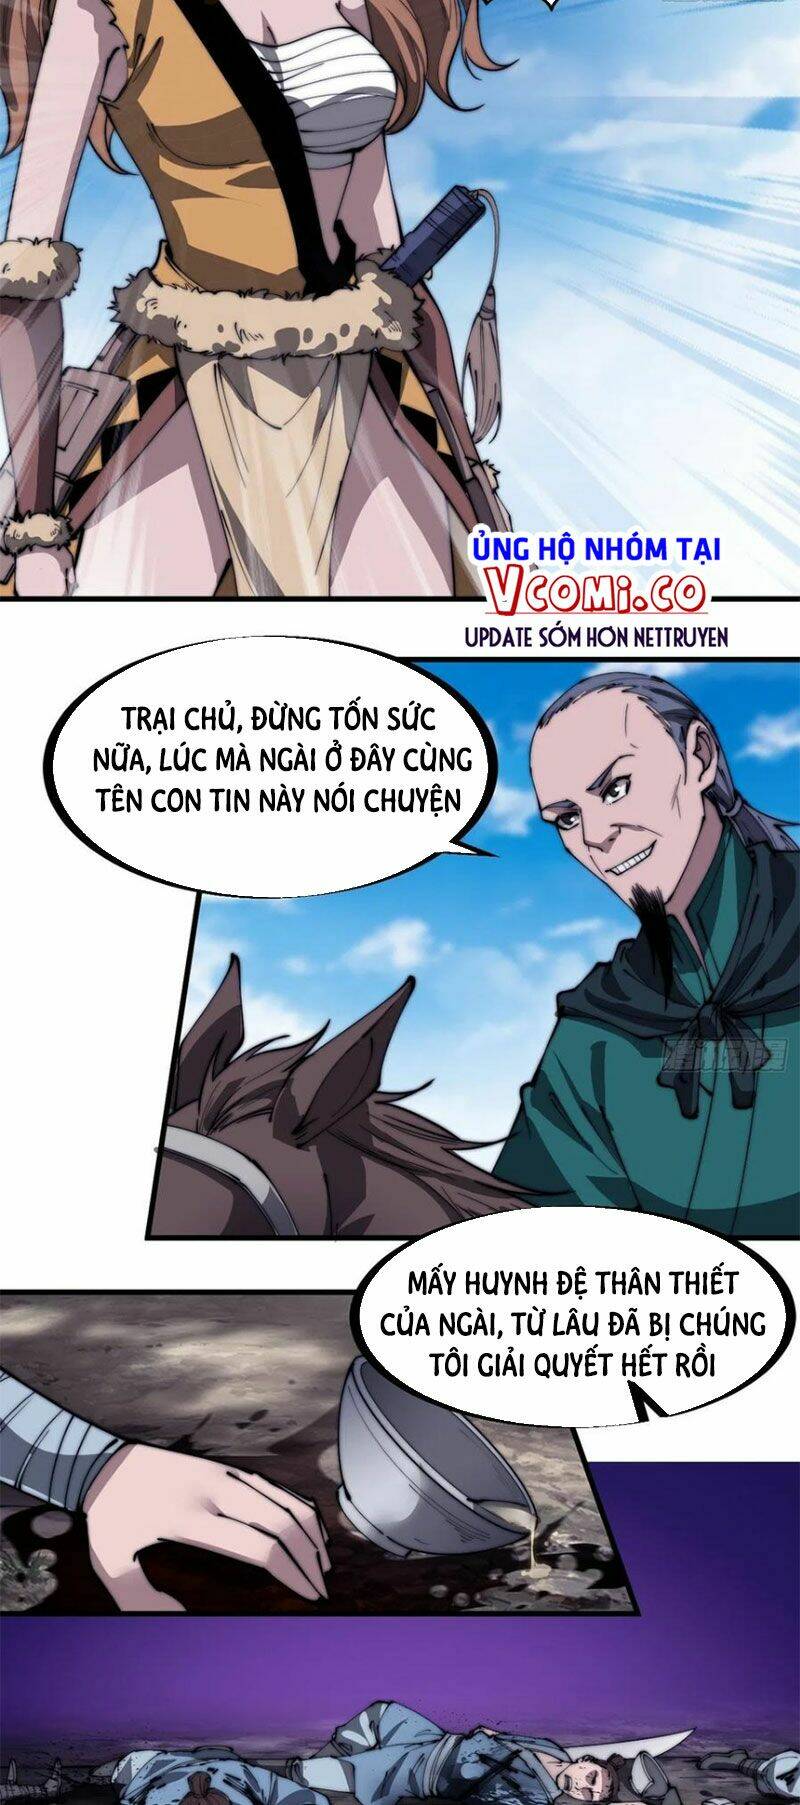 ỦNG HỘ NHÓM TẠI
VCOMI.CO
UPDATE SỚM HƠN NETTRUYEN
TRẠI CHỦ, ĐỪNG TỐN SỨC
NỮA, LÚC MÀ NGÀI Ở ĐÂY CÙNG
TÊN CON TIN NÀY NÓI CHUYỆN
MẤY HUYNH ĐỆ THÂN THIẾT
CỦA NGÀI, TỪ LÂU ĐÃ BỊ CHÚNG
TÔI GIẢI QUYẾT HẾT RỒI